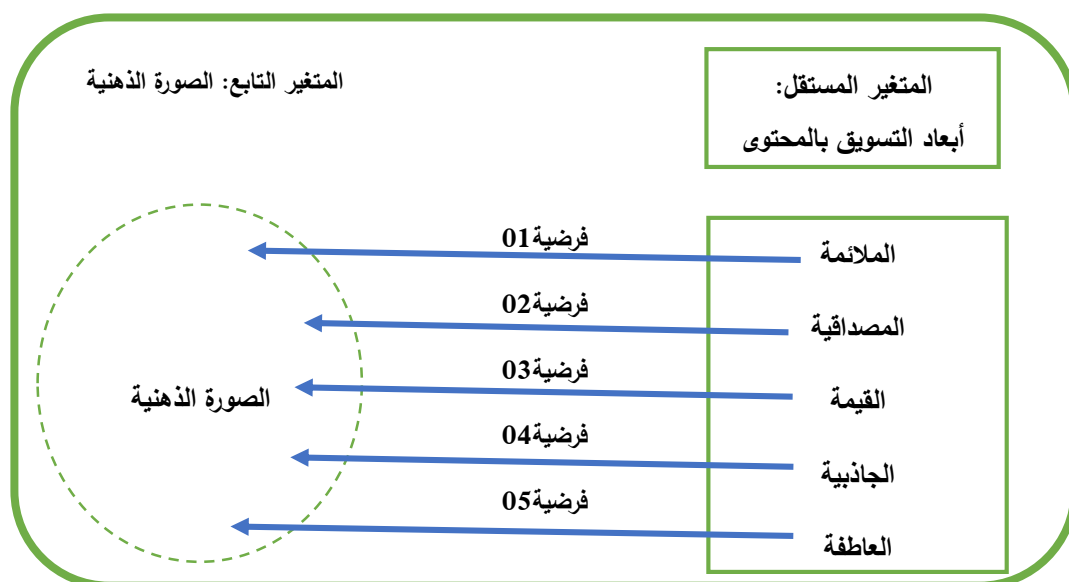 المتغير المستقل:
أبعاد التسويق بالمحتوى
المتغير التابع: الصورة الذهنية
الملائمة
فرضية01
المصداقية
فرضية02
القيمة
فرضية03
الصورة الذهنية
الجاذبية
فرضية04
العاطفة
فرضية05